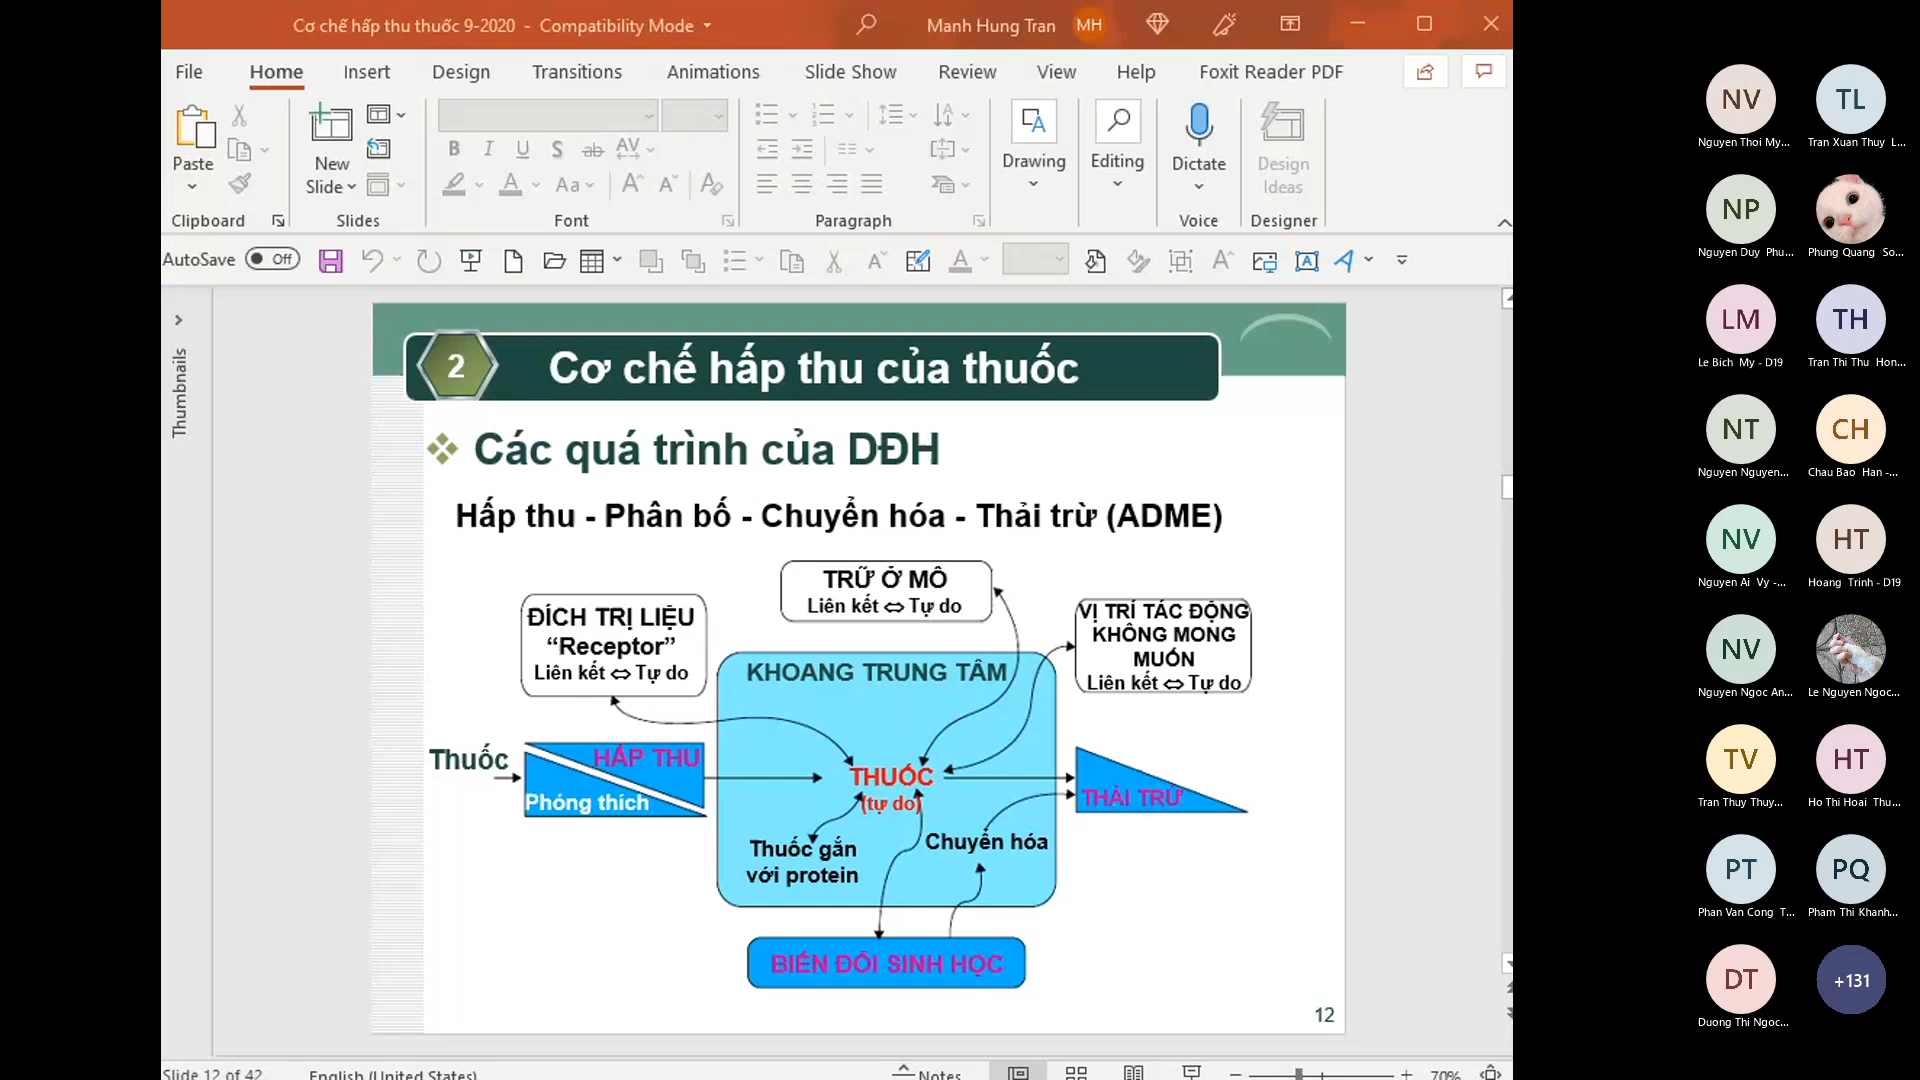 Cơ chế hấp thu thuốc 9-2020 - Compatibility Mode
Manh Hung Tran MH
File Home Insert Design Transitions Animations Slide Show Review View Help Foxit Reader PDF
Paste
New Slide
Drawing
Editing
Dictate
Design Ideas
Clipboard Slides Font Paragraph Voice Designer
AutoSave Off
Thumbnails
2
Cơ chế hấp thu của thuốc
Các quá trình của DĐH
Hấp thu - Phân bố - Chuyển hóa - Thải trừ (ADME)
TRỮ Ở MÔ
Liên kết ⇔ Tự do
ĐÍCH TRỊ LIỆU
“Receptor”
Liên kết ⇔ Tự do
VỊ TRÍ TÁC ĐỘNG
KHÔNG MONG
MUỐN
Liên kết ⇔ Tự do
KHOANG TRUNG TÂM
Thuốc
HẤP THU
Phóng thích
THUỐC
(tự do)
THẢI TRỪ
Thuốc gắn
với protein
Chuyển hóa
BIẾN ĐỔI SINH HỌC
12
Slide 12 of 42
English (United States)
Notes
70%
NV
Nguyen Thoi My...
TL
Tran Xuan Thuy L...
NP
Nguyen Duy Phu...
Phung Quang So...
LM
Le Bich My - D19
TH
Tran Thi Thu Hon...
NT
Nguyen Nguyen...
CH
Chau Bao Han -...
NV
Nguyen Ai Vy -...
HT
Hoang Trinh - D19
NV
Nguyen Ngoc An...
Le Nguyen Ngoc...
TV
Tran Thuy Thuy...
HT
Ho Thi Hoai Thu...
PT
Phan Van Cong T...
PQ
Pham Thi Khanh...
DT
Duong Thi Ngoc...
+131